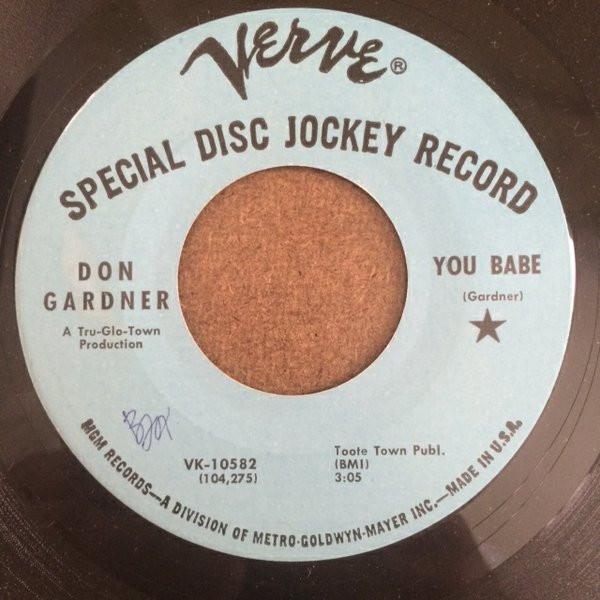 VERVE®
SPECIAL DISC JOCKEY RECORD
DON
GARDNER
A Tru-Glo-Town
Production
YOU BABE
(Gardner)
VK-10582
(104,275)
Toote Town Publ.
(BMI)
3:05
MGM RECORDS—A DIVISION OF METRO-GOLDWYN-MAYER INC.—MADE IN U.S.A.